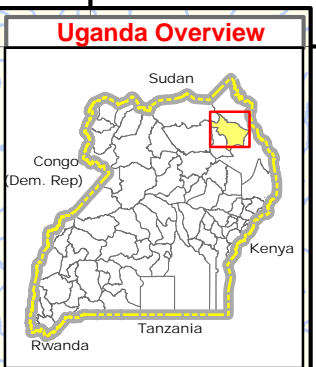 Uganda Overview
Sudan
Congo
(Dem. Rep)
Kenya
Tanzania
Rwanda